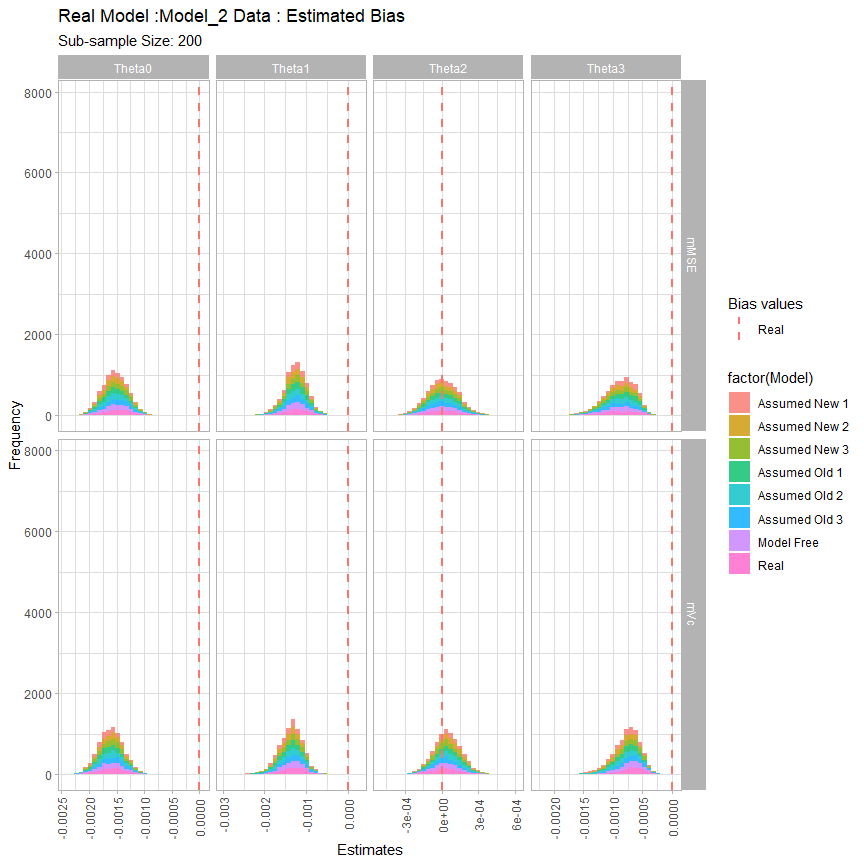 Real Model :Model_2 Data : Estimated Bias
Sub-sample Size: 200
Theta0 Theta1 Theta2 Theta3
8000
6000
4000
2000
0
mMSE
8000
6000
4000
2000
0
mVc
Frequency
-0.0025 -0.0020 -0.0015 -0.0010 -0.0005 0.0000
-0.003 -0.002 -0.001 0.000
-3e-04 0e+00 3e-04 6e-04
-0.0020 -0.0015 -0.0010 -0.0005 0.0000
Estimates
Bias values
Real
factor(Model)
Assumed New 1
Assumed New 2
Assumed New 3
Assumed Old 1
Assumed Old 2
Assumed Old 3
Model Free
Real